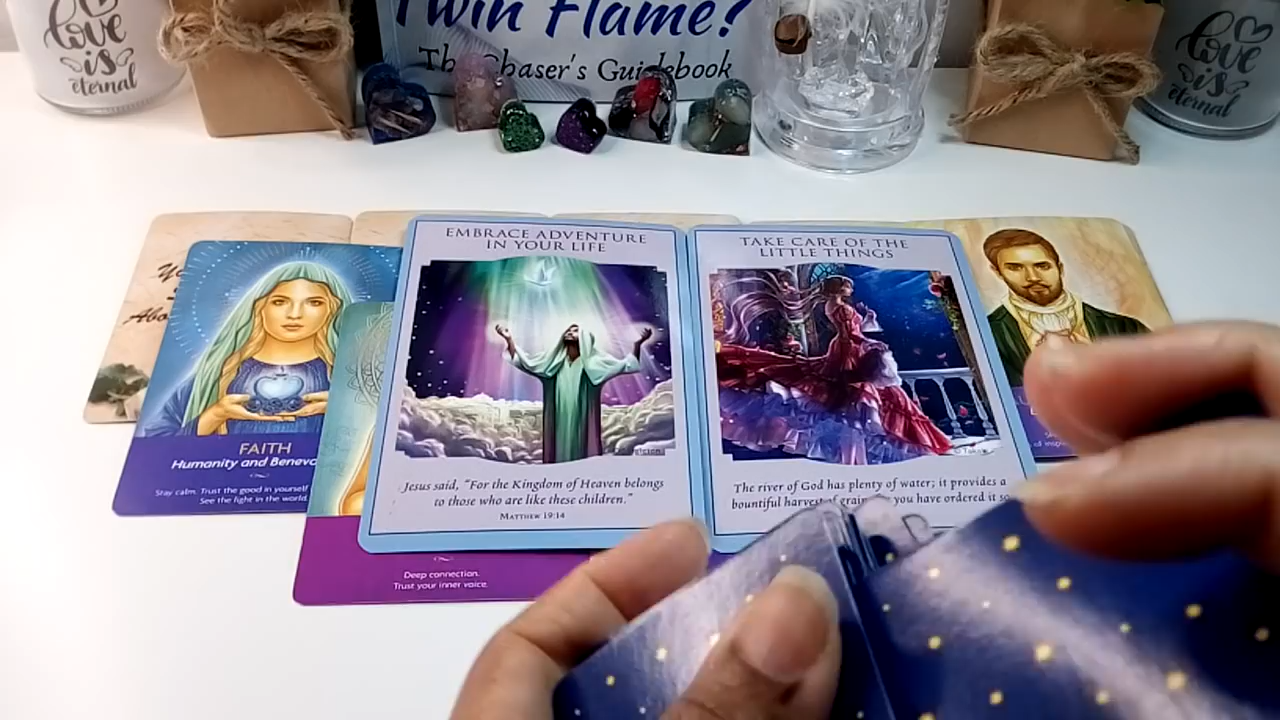 love
is
eternal
Twin Flame?
The Chaser's Guidebook
love
is
eternal
EMBRACE ADVENTURE
IN YOUR LIFE
Jesus said, "For the Kingdom of Heaven belongs
to those who are like these children."
MATTHEW 19:14
TAKE CARE OF THE
LITTLE THINGS
The river of God has plenty of water; it provides a
bountiful harvest of grain, you have ordered it so
FAITH
Humanity and Benevo
Stay calm. Trust the good in yourself
See the light in the world.
Deep connection.
Trust your inner voice.